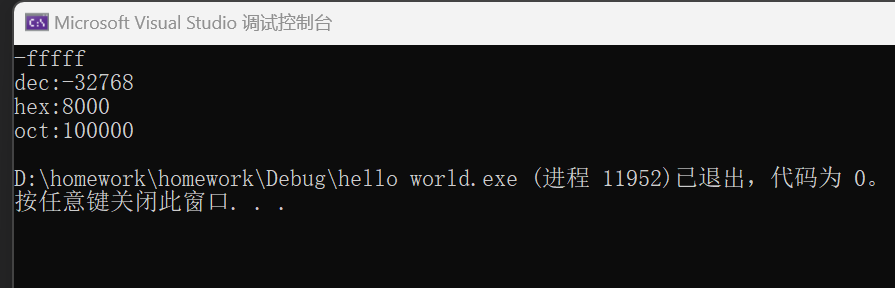 Microsoft Visual Studio 调试控制台
-fffff
dec:-32768
hex:8000
oct:100000
D:\homework\homework\Debug\hello world.exe (进程 11952)已退出，代码为 0。
按任意键关闭此窗口. . .